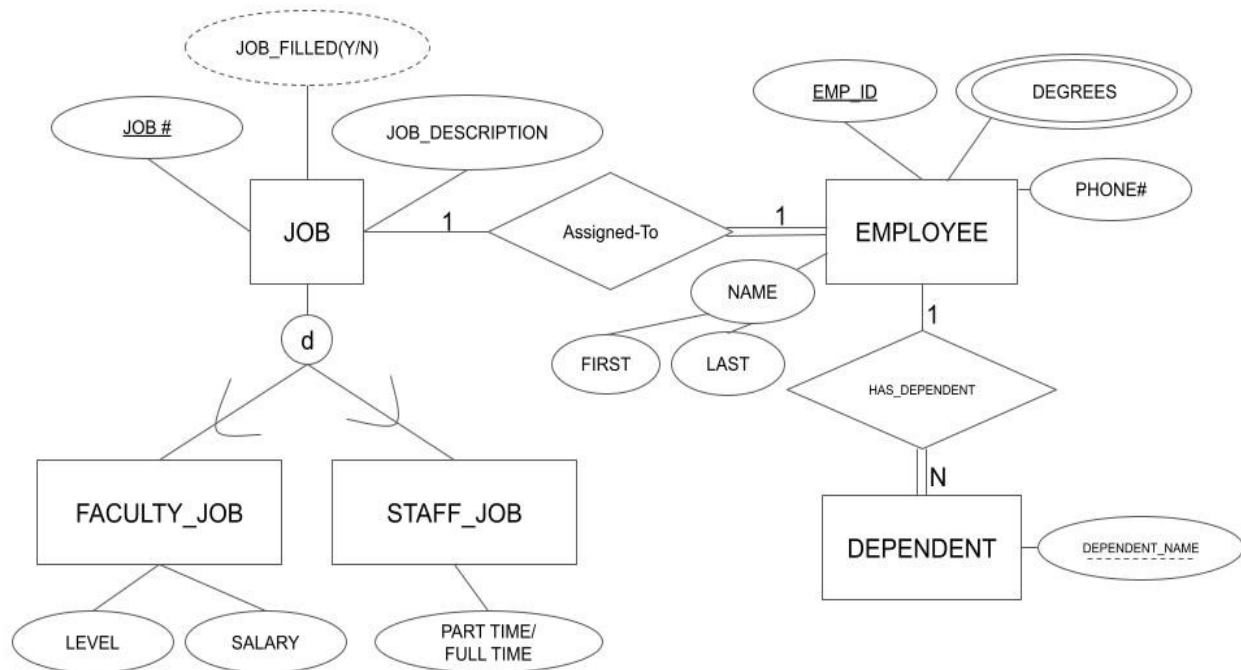 JOB_FILLED(Y/N)
JOB #
JOB_DESCRIPTION
EMP_ID
DEGREES
PHONE#
JOB
1
Assigned-To
1
EMPLOYEE
NAME
FIRST
LAST
1
HAS_DEPENDENT
d
FACULTY_JOB
STAFF_JOB
N
DEPENDENT
DEPENDENT_NAME
LEVEL
SALARY
PART TIME/
FULL TIME